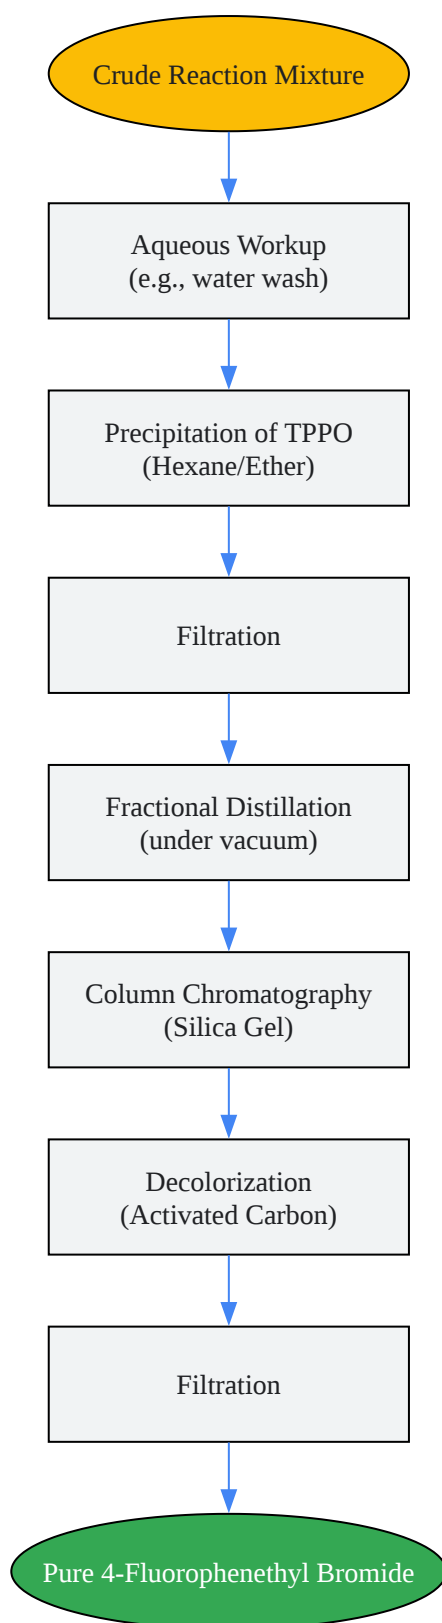 Crude Reaction Mixture
Aqueous Workup
(e.g., water wash)
Precipitation of TPPO
(Hexane/Ether)
Filtration
Fractional Distillation
(under vacuum)
Column Chromatography
(Silica Gel)
Decolorization
(Activated Carbon)
Filtration
Pure 4-Fluorophenethyl Bromide